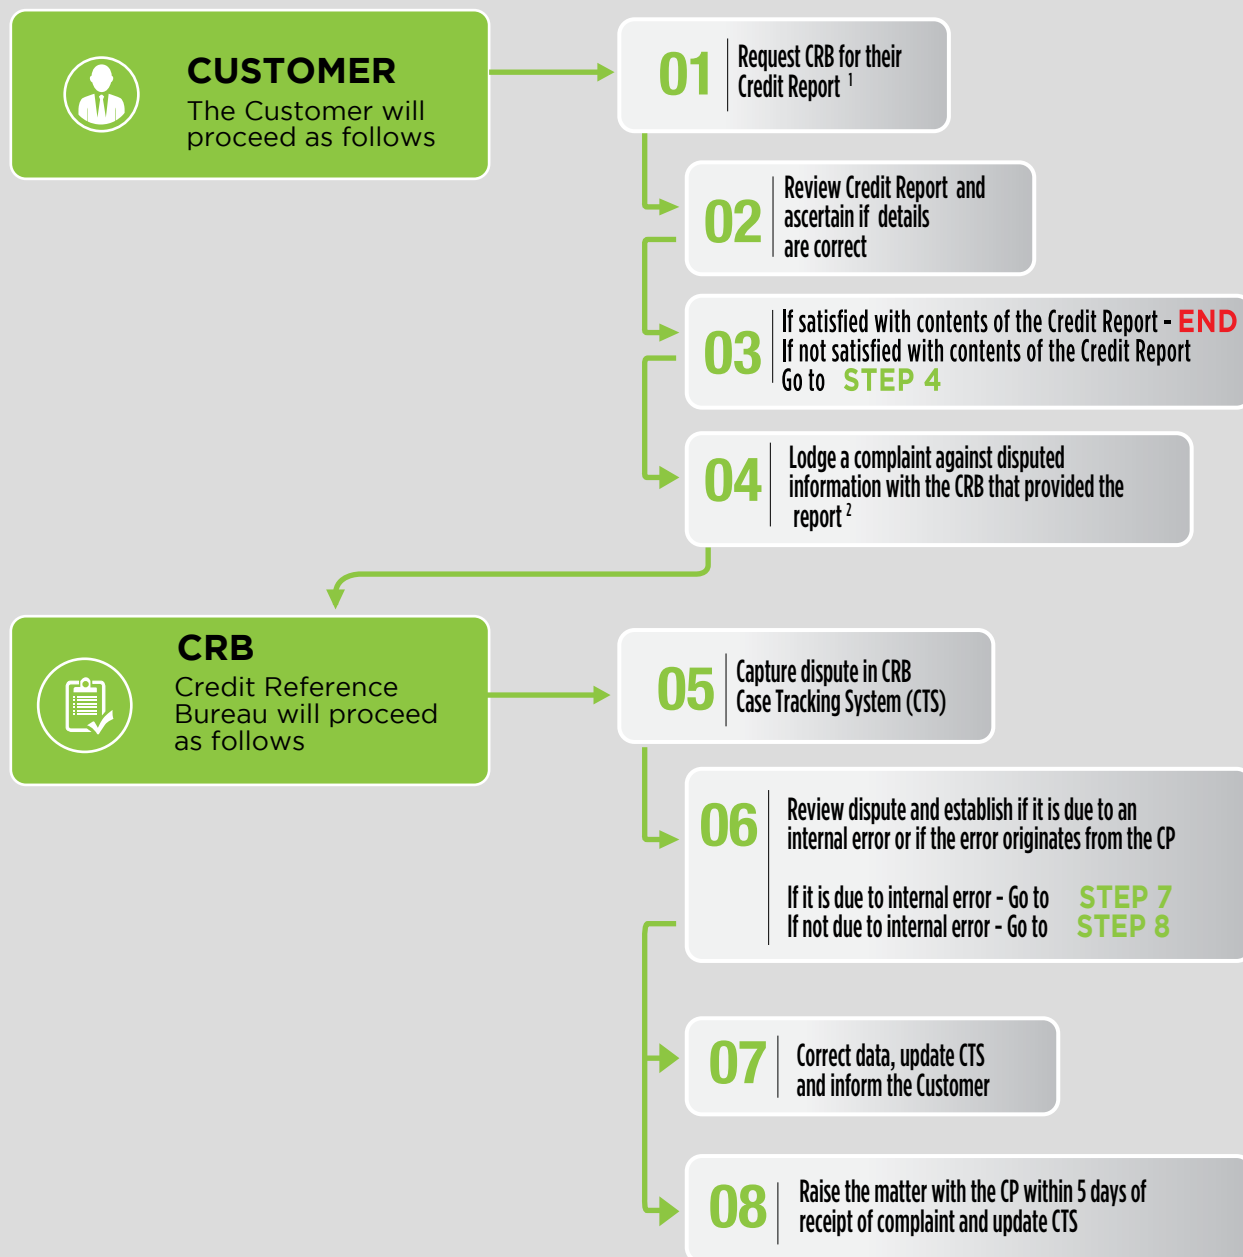 CUSTOMER
The Customer will
proceed as follows
01
Request CRB for their
Credit Report 1
02
Review Credit Report and
ascertain if details
are correct
03
If satisfied with contents of the Credit Report - END
If not satisfied with contents of the Credit Report
Go to STEP 4
04
Lodge a complaint against disputed
information with the CRB that provided the
report 2
CRB
Credit Reference
Bureau will proceed
as follows
05
Capture dispute in CRB
Case Tracking System (CTS)
06
Review dispute and establish if it is due to an
internal error or if the error originates from the CP
If it is due to internal error - Go to STEP 7
If not due to internal error - Go to STEP 8
07
Correct data, update CTS
and inform the Customer
08
Raise the matter with the CP within 5 days of
receipt of complaint and update CTS